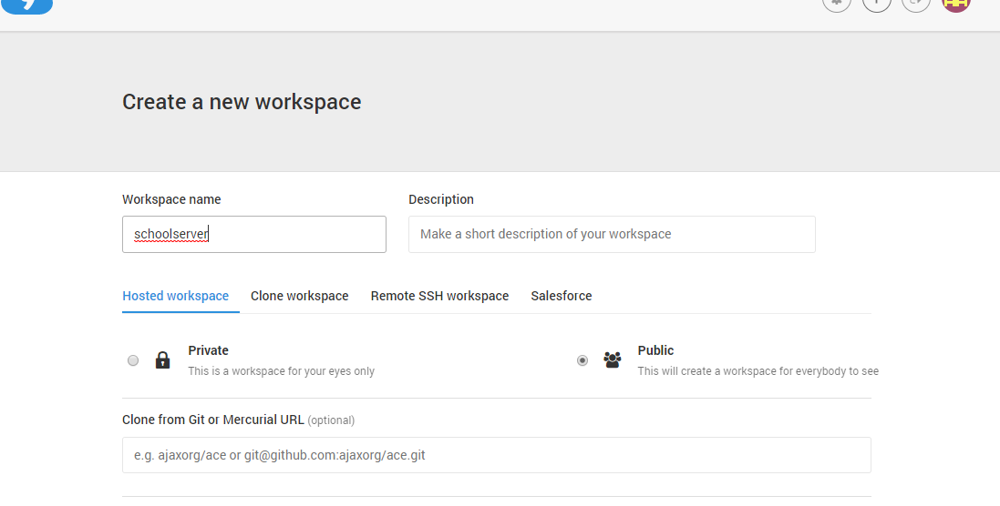 Create a new workspace
Workspace name
Description
schoolserver
Make a short description of your workspace
Hosted workspace
Clone workspace
Remote SSH workspace
Salesforce
Private
This is a workspace for your eyes only
Public
This will create a workspace for everybody to see
Clone from Git or Mercurial URL (optional)
e.g. ajaxorg/ace or git@github.com:ajaxorg/ace.git